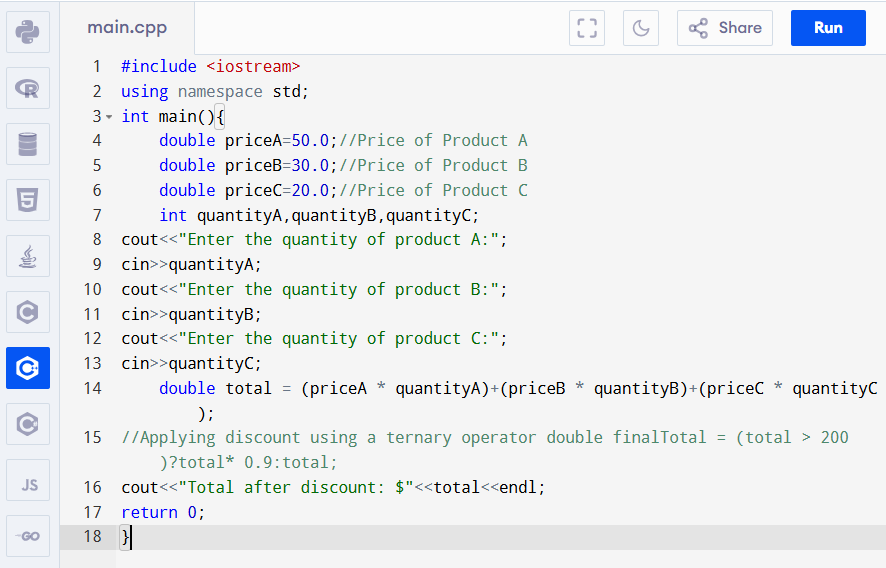 main.cpp
Share
Run
1 #include <iostream>
2 using namespace std;
3 int main(){
4 double priceA=50.0;//Price of Product A
5 double priceB=30.0;//Price of Product B
6 double priceC=20.0;//Price of Product C
7 int quantityA,quantityB,quantityC;
8 cout<<"Enter the quantity of product A:";
9 cin>>quantityA;
10 cout<<"Enter the quantity of product B:";
11 cin>>quantityB;
12 cout<<"Enter the quantity of product C:";
13 cin>>quantityC;
14 double total = (priceA * quantityA)+(priceB * quantityB)+(priceC * quantityC
);
15 //Applying discount using a ternary operator double finalTotal = (total > 200
)?total* 0.9:total;
16 cout<<"Total after discount: $"<<total<<endl;
17 return 0;
18 }
R
5
C
C
C
JS
GO